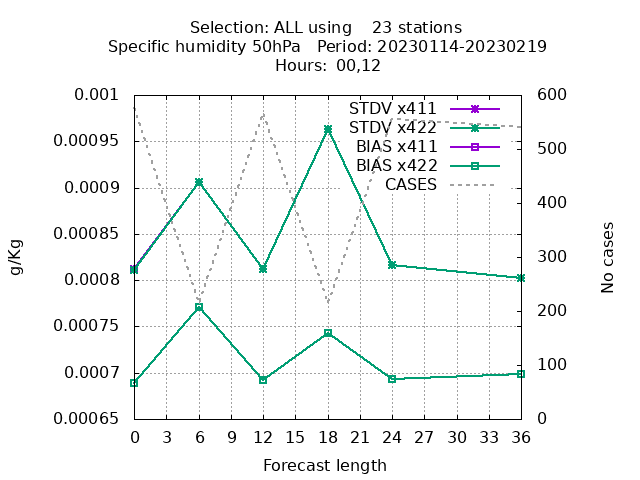 Selection: ALL using    23 stations
Specific humidity 50hPa   Period: 20230114-20230219
Hours:  00,12
0.001
0.00095
0.0009
0.00085
0.0008
0.00075
0.0007
0.00065
g/Kg
STDV x411
STDV x422
BIAS x411
BIAS x422
CASES
600
500
400
300
200
100
0
No cases
0 3 6 9 12 15 18 21 24 27 30 33 36
Forecast length